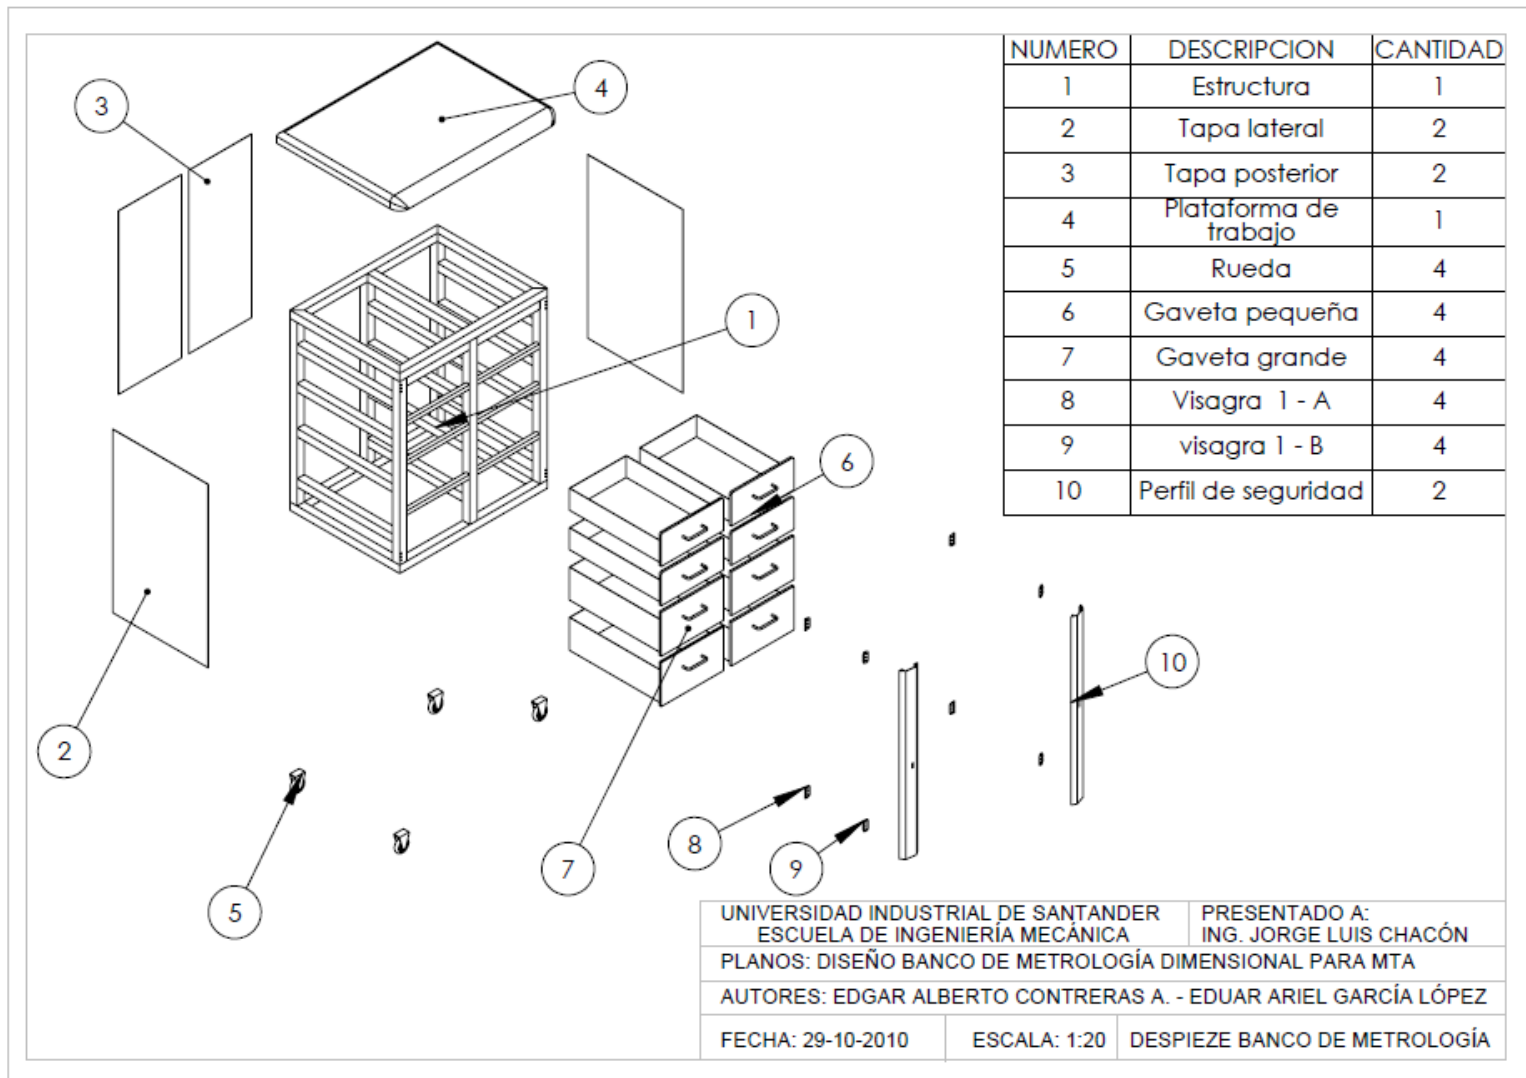 NUMERO DESCRIPCION CANTIDAD
1 Estructura 1
2 Tapa lateral 2
3 Tapa posterior 2
4 Plataforma de
trabajo 1
5 Rueda 4
6 Gaveta pequeña 4
7 Gaveta grande 4
8 Visagra 1 - A 4
9 visagra 1 - B 4
10 Perfil de seguridad 2
3
4
1
6
10
2
8
7
9
5
UNIVERSIDAD INDUSTRIAL DE SANTANDER
ESCUELA DE INGENIERÍA MECÁNICA
PRESENTADO A:
ING. JORGE LUIS CHACÓN
PLANOS: DISEÑO BANCO DE METROLOGÍA DIMENSIONAL PARA MTA
AUTORES: EDGAR ALBERTO CONTRERAS A. - EDUAR ARIEL GARCÍA LÓPEZ
FECHA: 29-10-2010 ESCALA: 1:20 DESPIEZE BANCO DE METROLOGÍA